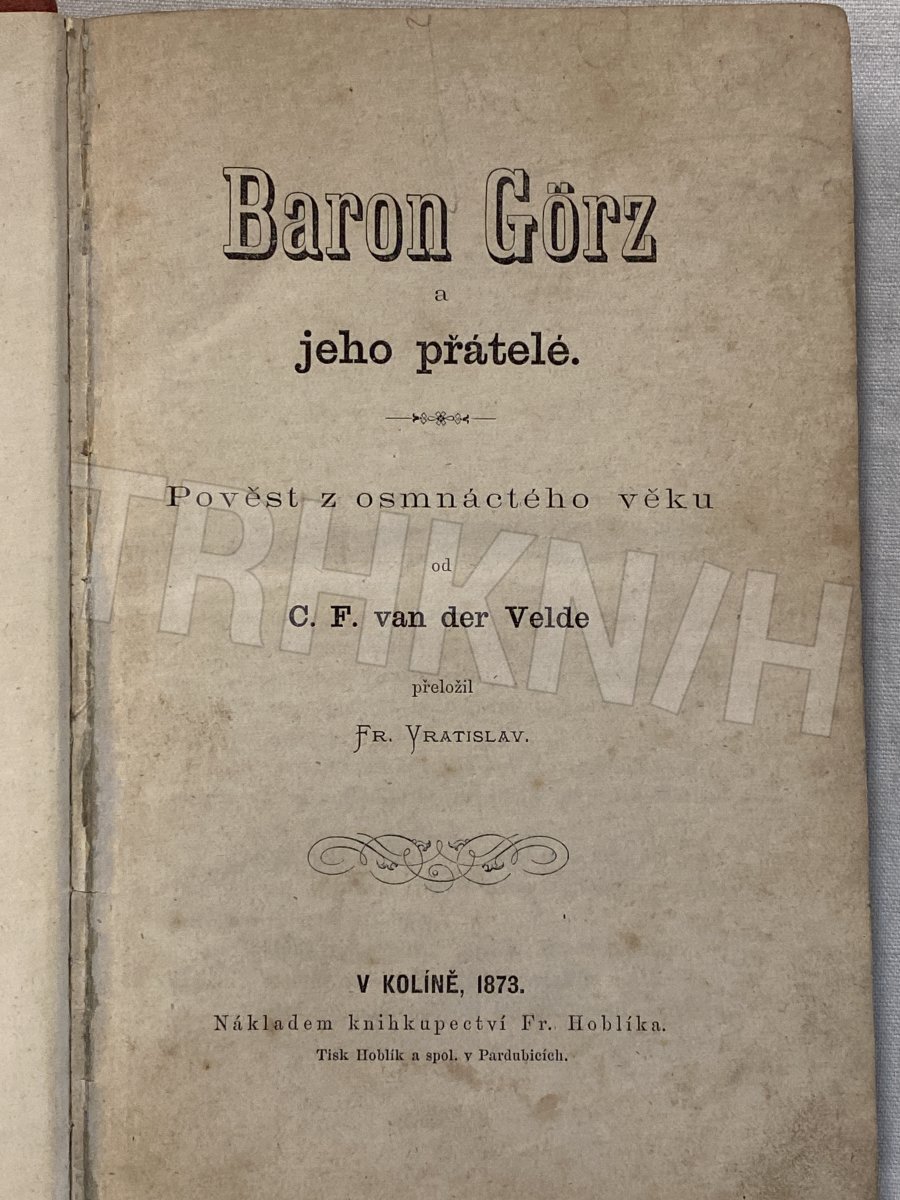 Baron Görz
a
jeho přátelé.
Pověst z osmnáctého věku
od
C. F. van der Velde
přeložil
Fr. Vratislav.
V KOLÍNĚ, 1873.
Nákladem knihkupectví Fr. Hoblíka.
Tisk Hoblík a spol. v Pardubicích.
TRHKNIH